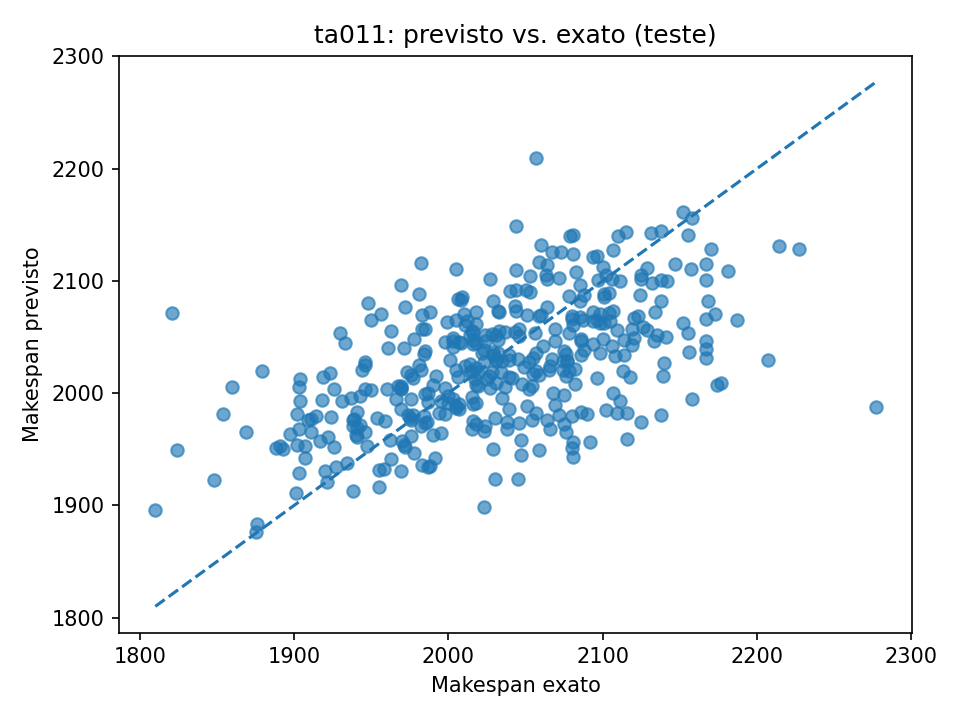 ta011: previsto vs. exato (teste)
2300
2200
2100
2000
1900
1800
Makespan previsto
1800 1900 2000 2100 2200 2300
Makespan exato